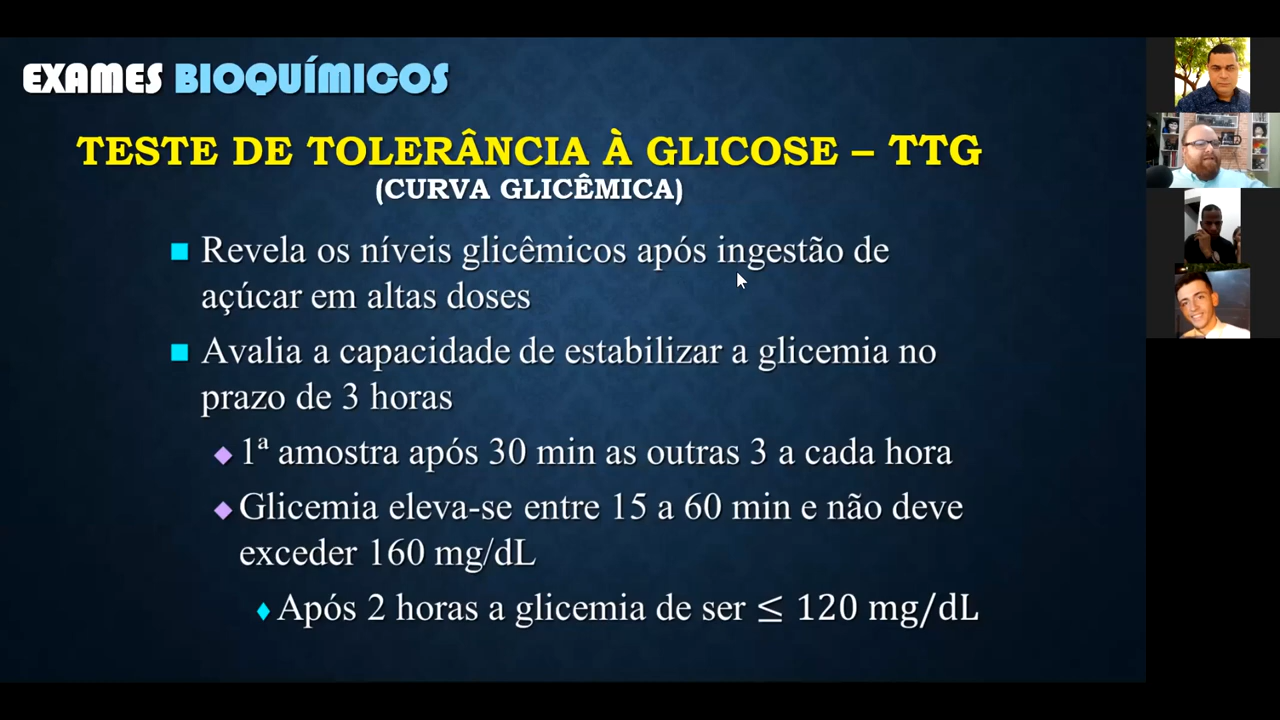 EXAMES BIOQUÍMICOS
TESTE DE TOLERÂNCIA À GLICOSE – TTG
(CURVA GLICÊMICA)
Revela os níveis glicêmicos após ingestão de
açúcar em altas doses
Avalia a capacidade de estabilizar a glicemia no
prazo de 3 horas
1ª amostra após 30 min as outras 3 a cada hora
Glicemia eleva-se entre 15 a 60 min e não deve
exceder 160 mg/dL
Após 2 horas a glicemia de ser ≤ 120 mg/dL